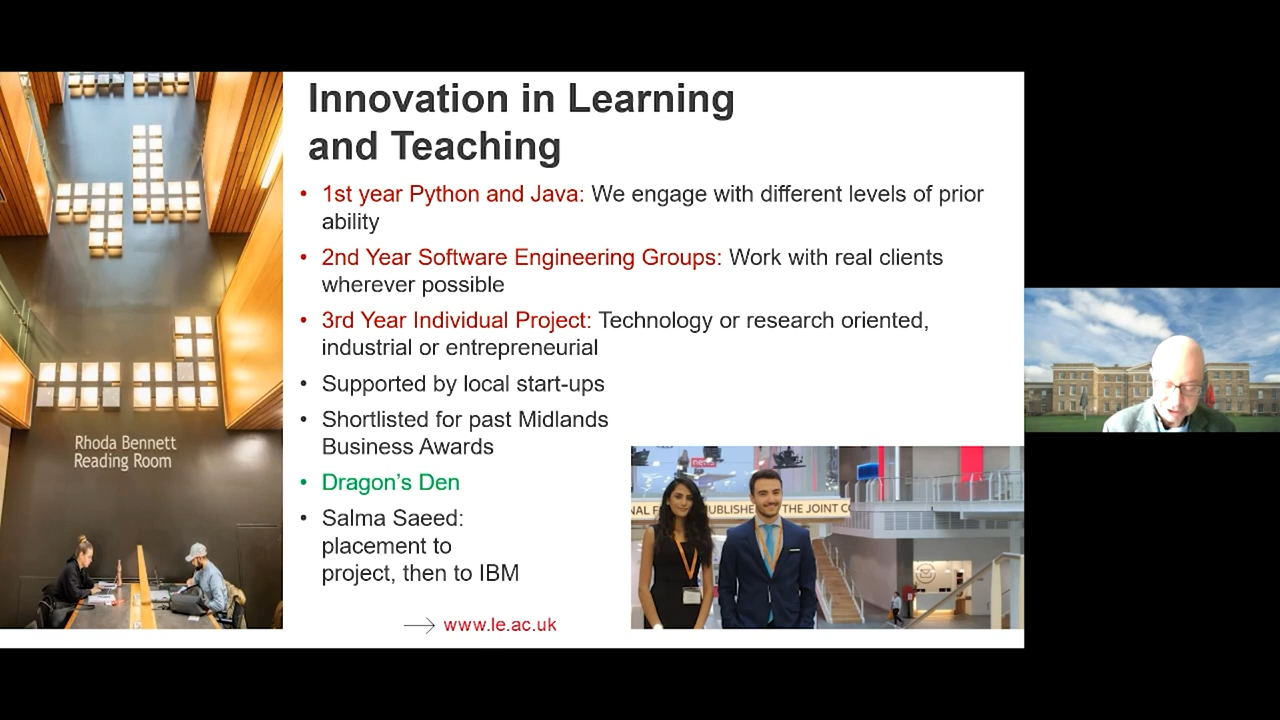 Innovation in Learning
and Teaching
• 1st year Python and Java: We engage with different levels of prior
ability
• 2nd Year Software Engineering Groups: Work with real clients
wherever possible
• 3rd Year Individual Project: Technology or research oriented,
industrial or entrepreneurial
• Supported by local start-ups
• Shortlisted for past Midlands
Business Awards
• Dragon's Den
• Salma Saeed:
placement to
project, then to IBM
www.le.ac.uk
Rhoda Bennett
Reading Room
THE JOINT